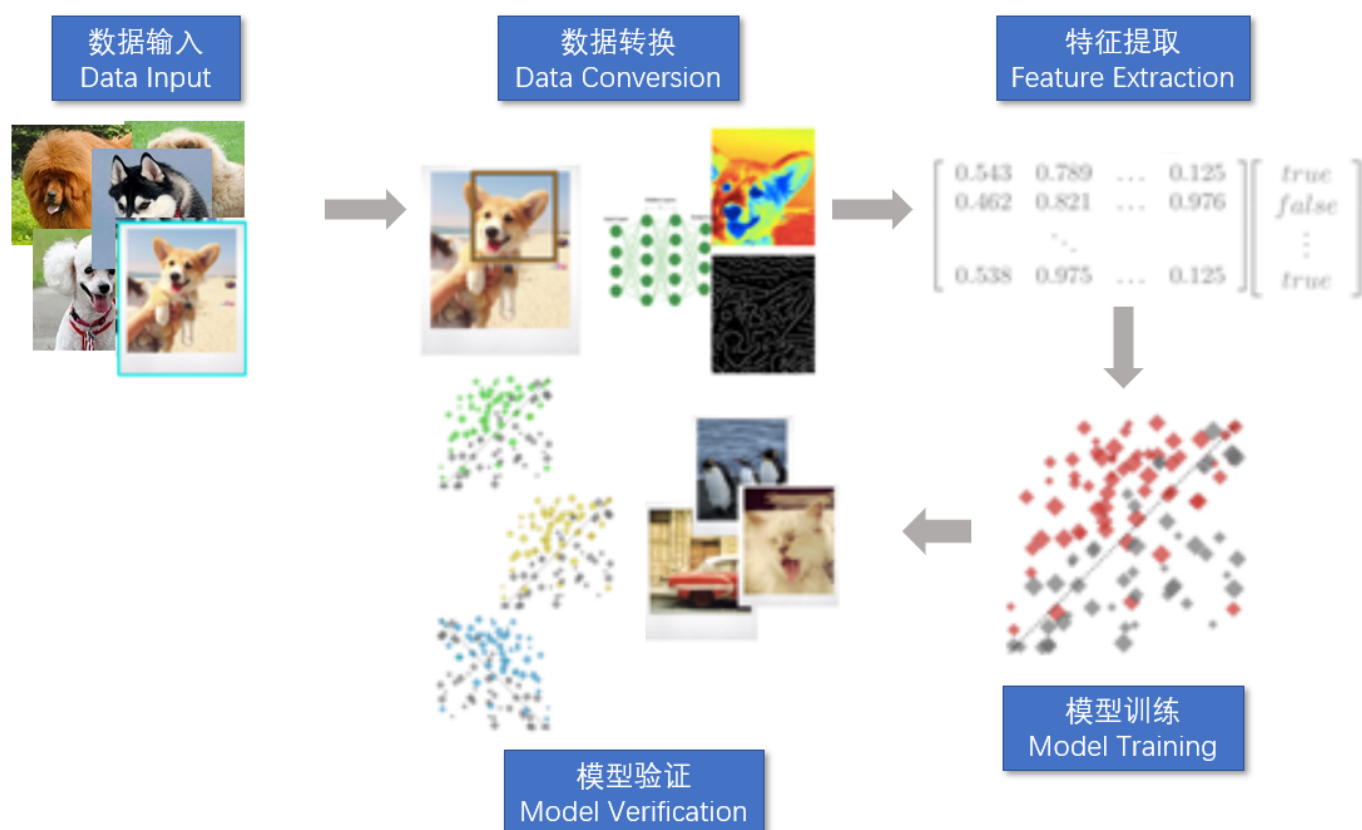 数据输入
Data Input
数据转换
Data Conversion
特征提取
Feature Extraction
0.543 0.789 ... 0.125 true
0.462 0.821 ... 0.976 false
⋱ ⋮
0.538 0.975 ... 0.125 true
模型训练
Model Training
模型验证
Model Verification